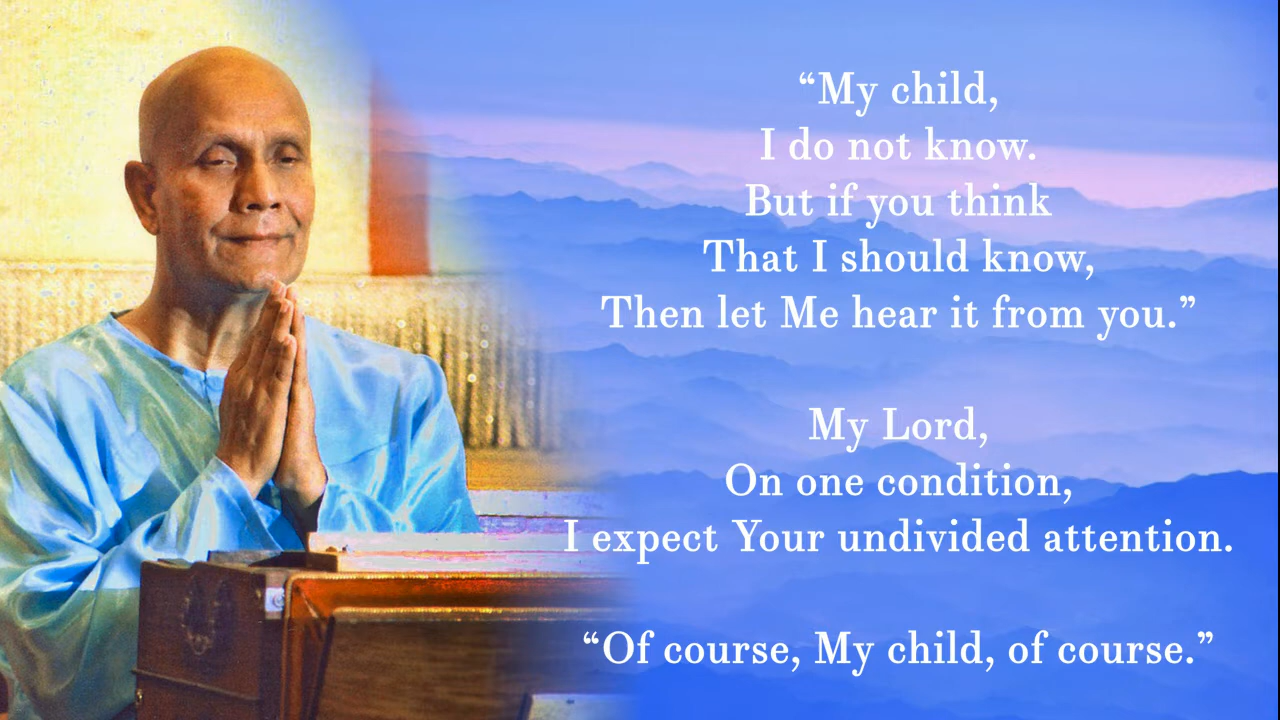 “My child,
I do not know.
But if you think
That I should know,
Then let Me hear it from you.”
My Lord,
On one condition,
I expect Your undivided attention.
“Of course, My child, of course.”